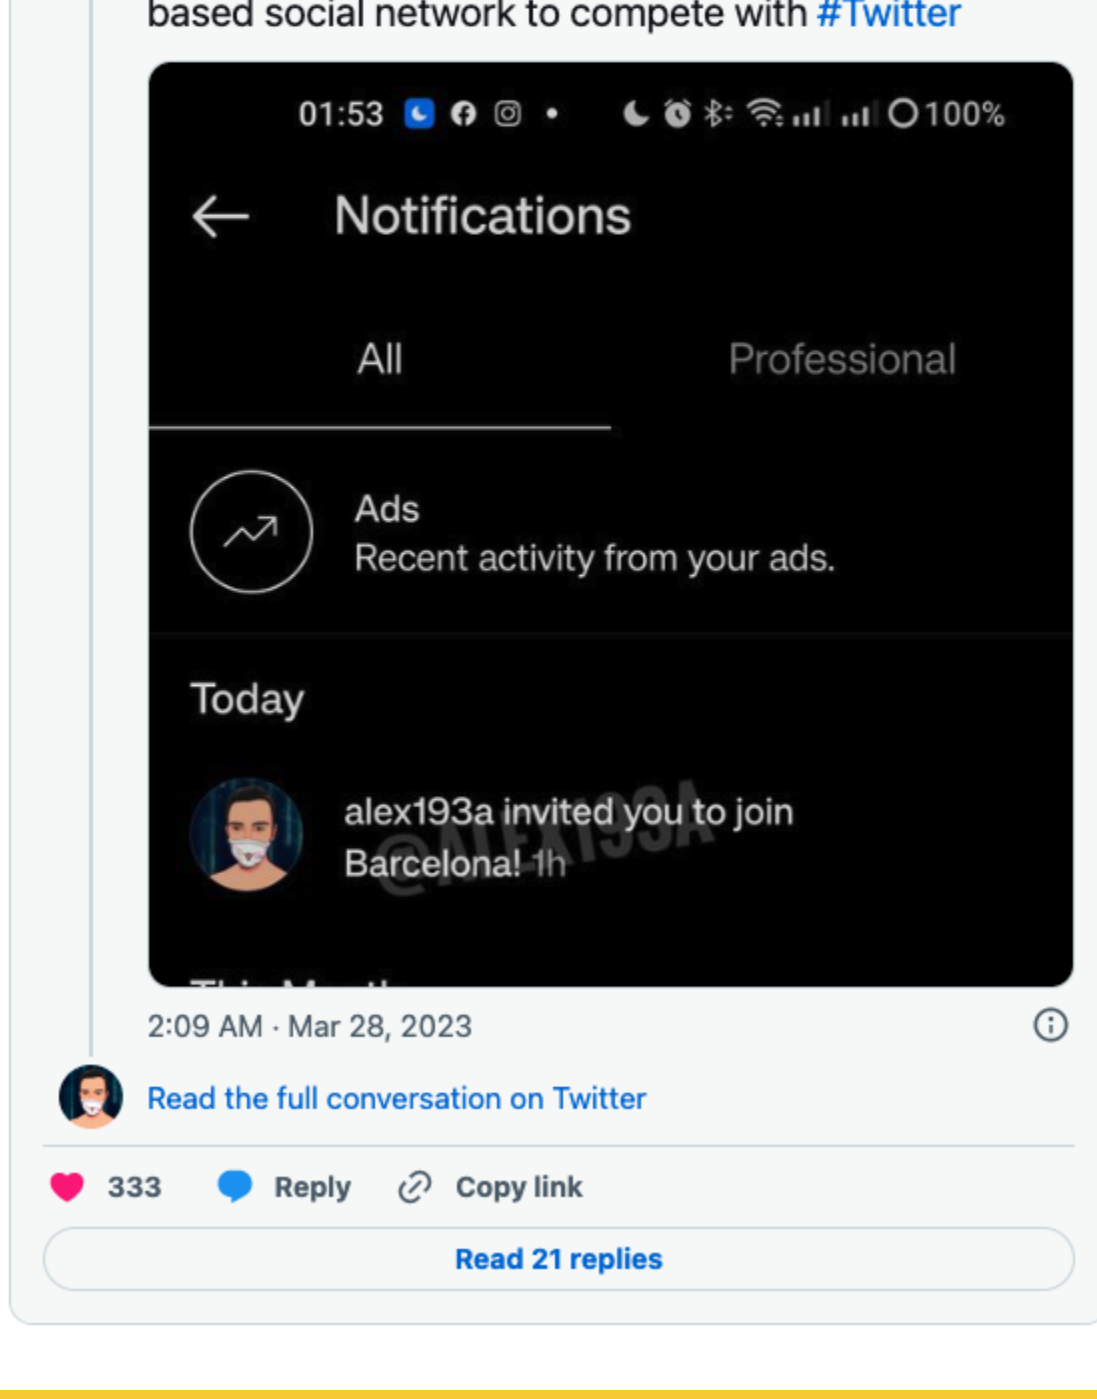 based social network to compete with #Twitter
01:53 100%
Notifications
All Professional
Ads
Recent activity from your ads.
Today
alex193a invited you to join
Barcelona! 1h
@ALEX193A
2:09 AM · Mar 28, 2023
Read the full conversation on Twitter
333 Reply Copy link
Read 21 replies